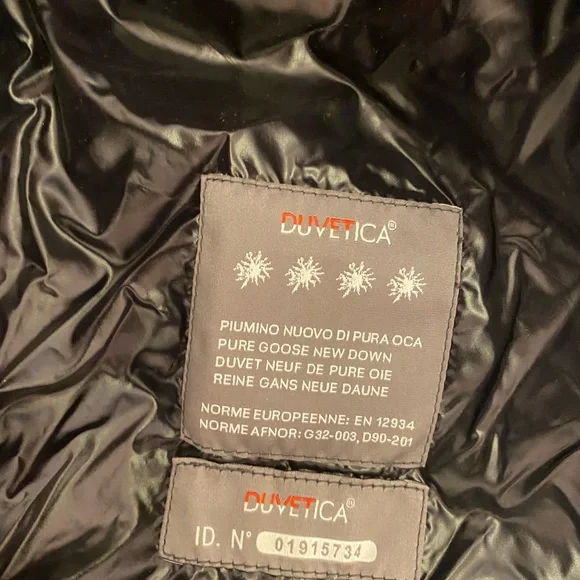 DUVETICA®
PIUMINO NUOVO DI PURA OCA
PURE GOOSE NEW DOWN
DUVET NEUF DE PURE OIE
REINE GANS NEUE DAUNE
NORME EUROPEENNE: EN 12934
NORME AFNOR: G32-003, D90-201
DUVETICA®
ID. N° 01915734